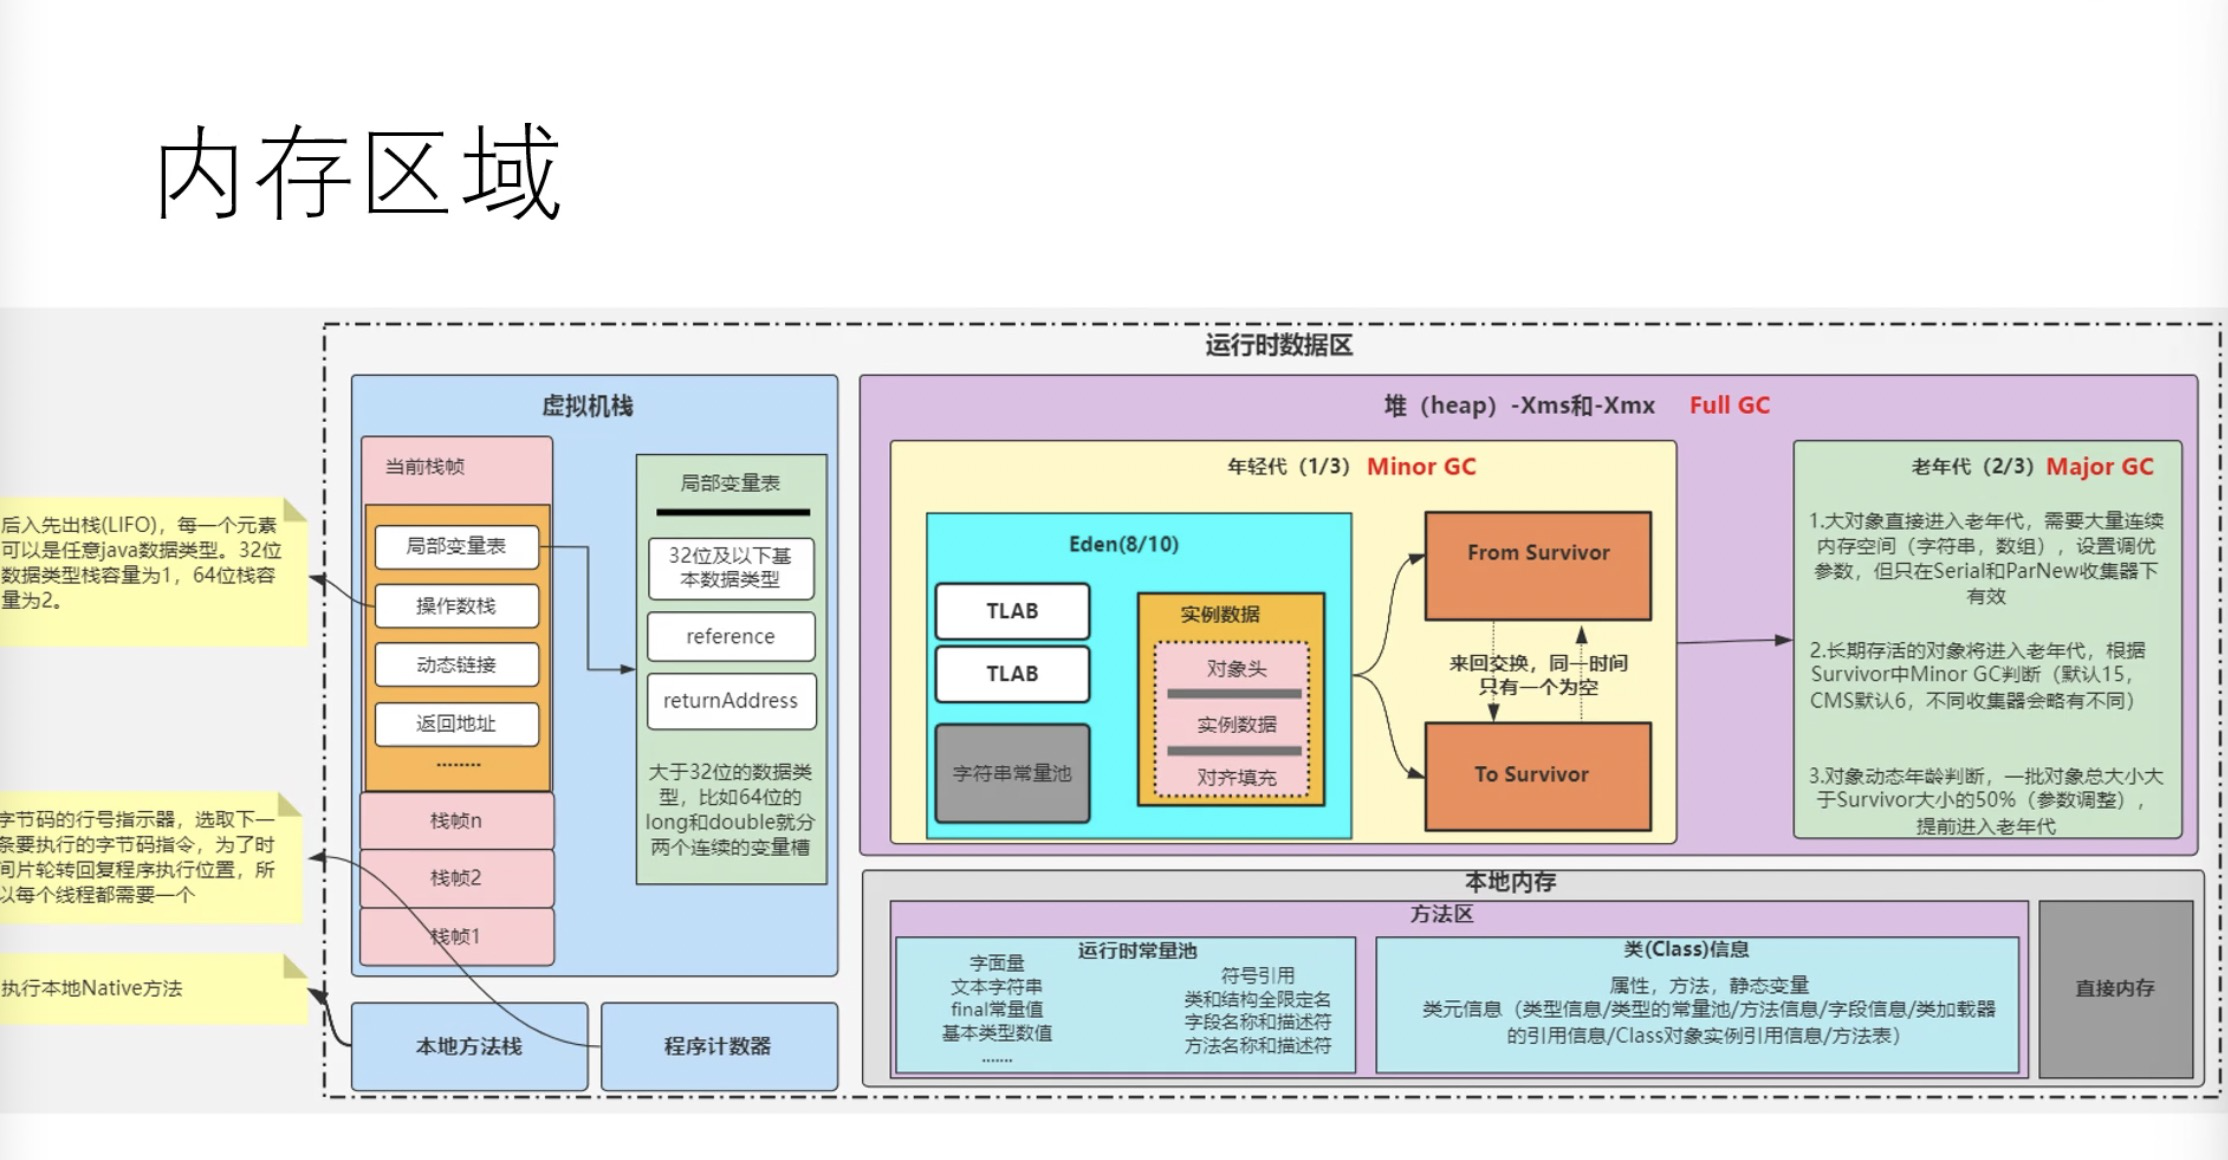 内存区域
运行时数据区
后入先出栈(LIFO)，每一个元素
可以是任意java数据类型。32位
数据类型栈容量为1，64位栈容
量为2。
字节码的行号指示器，选取下一
条要执行的字节码指令，为了时
间片轮转回复程序执行位置，所
以每个线程都需要一个
执行本地Native方法
虚拟机栈
当前栈帧
局部变量表
操作数栈
动态链接
返回地址
........
栈帧n
栈帧2
栈帧1
局部变量表
32位及以下基
本数据类型
reference
returnAddress
大于32位的数据类
型，比如64位的
long和double就分
两个连续的变量槽
本地方法栈
程序计数器
堆（heap）-Xms和-Xmx Full GC
年轻代（1/3） Minor GC
Eden(8/10)
TLAB
TLAB
字符串常量池
实例数据
对象头
实例数据
对齐填充
From Survivor
来回交换，同一时间
只有一个为空
To Survivor
老年代（2/3） Major GC
1.大对象直接进入老年代，需要大量连续
内存空间（字符串，数组），设置调优
参数，但只在Serial和ParNew收集器下
有效
2.长期存活的对象将进入老年代，根据
Survivor中Minor GC判断（默认15，
CMS默认6，不同收集器会略有不同）
3.对象动态年龄判断，一批对象总大小大
于Survivor大小的50%（参数调整），
提前进入老年代
本地内存
方法区
运行时常量池
字面量
文本字符串
final常量值
基本类型数值
.......
符号引用
类和结构全限定名
字段名称和描述符
方法名称和描述符
类(Class)信息
属性，方法，静态变量
类元信息（类型信息/类型的常量池/方法信息/字段信息/类加载器
的引用信息/Class对象实例引用信息/方法表）
直接内存